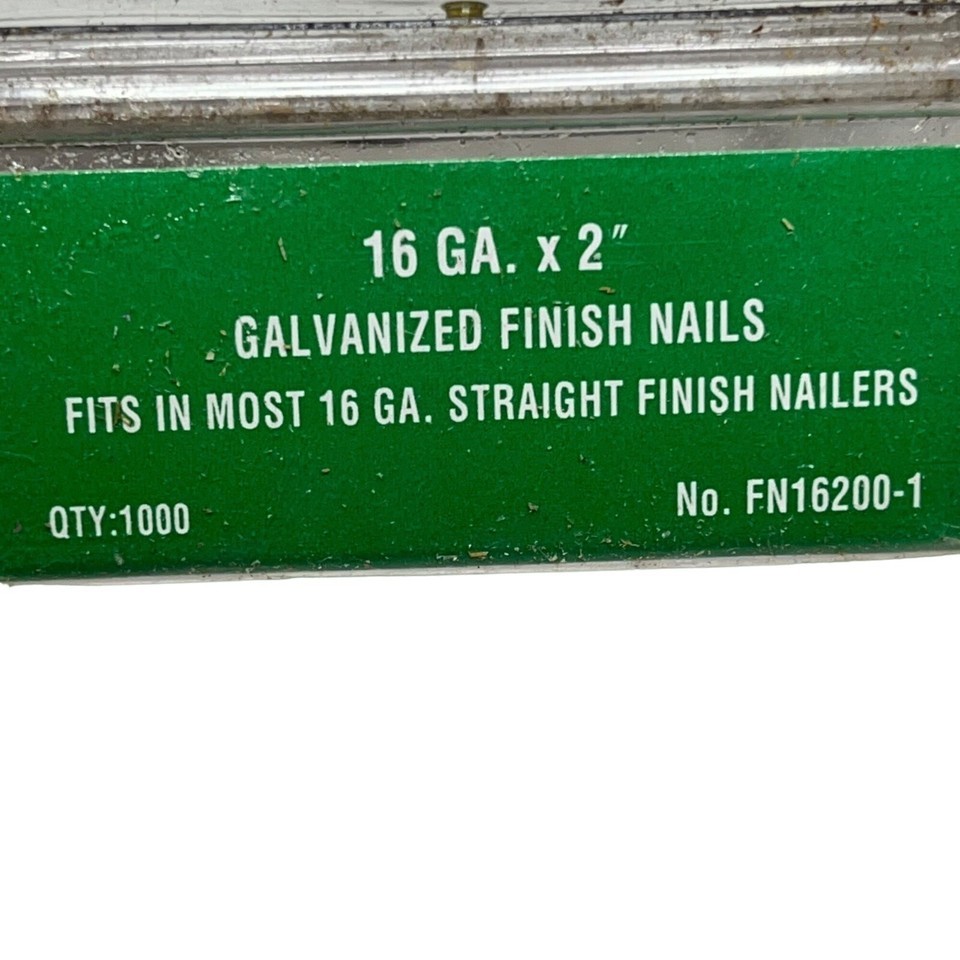 16 GA. x 2"
GALVANIZED FINISH NAILS
FITS IN MOST 16 GA. STRAIGHT FINISH NAILERS
QTY:1000
No. FN16200-1